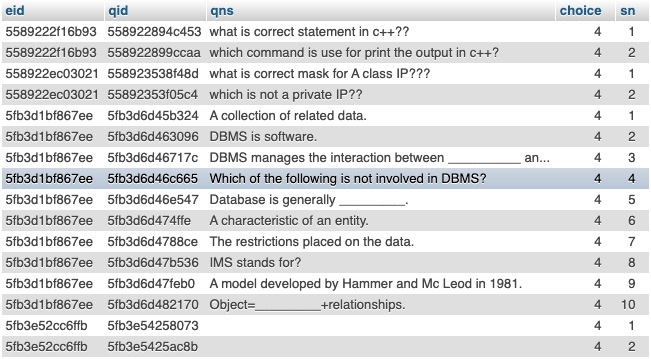 eid qid qns choice sn
5589222f16b93 558922894c453 what is correct statement in c++?? 4 1
5589222f16b93 558922899ccaa which command is use for print the output in c++? 4 2
558922ec03021 558923538f48d what is correct mask for A class IP??? 4 1
558922ec03021 55892353f05c4 which is not a private IP?? 4 2
5fb3d1bf867ee 5fb3d6d45b324 A collection of related data. 4 1
5fb3d1bf867ee 5fb3d6d463096 DBMS is software. 4 2
5fb3d1bf867ee 5fb3d6d46717c DBMS manages the interaction between __________ an... 4 3
5fb3d1bf867ee 5fb3d6d46c665 Which of the following is not involved in DBMS? 4 4
5fb3d1bf867ee 5fb3d6d46e547 Database is generally _________. 4 5
5fb3d1bf867ee 5fb3d6d474ffe A characteristic of an entity. 4 6
5fb3d1bf867ee 5fb3d6d4788ce The restrictions placed on the data. 4 7
5fb3d1bf867ee 5fb3d6d47b536 IMS stands for? 4 8
5fb3d1bf867ee 5fb3d6d47feb0 A model developed by Hammer and Mc Leod in 1981. 4 9
5fb3d1bf867ee 5fb3d6d482170 Object=_________+relationships. 4 10
5fb3e52cc6ffb 5fb3e54258073 4 1
5fb3e52cc6ffb 5fb3e5425ac8b 4 2